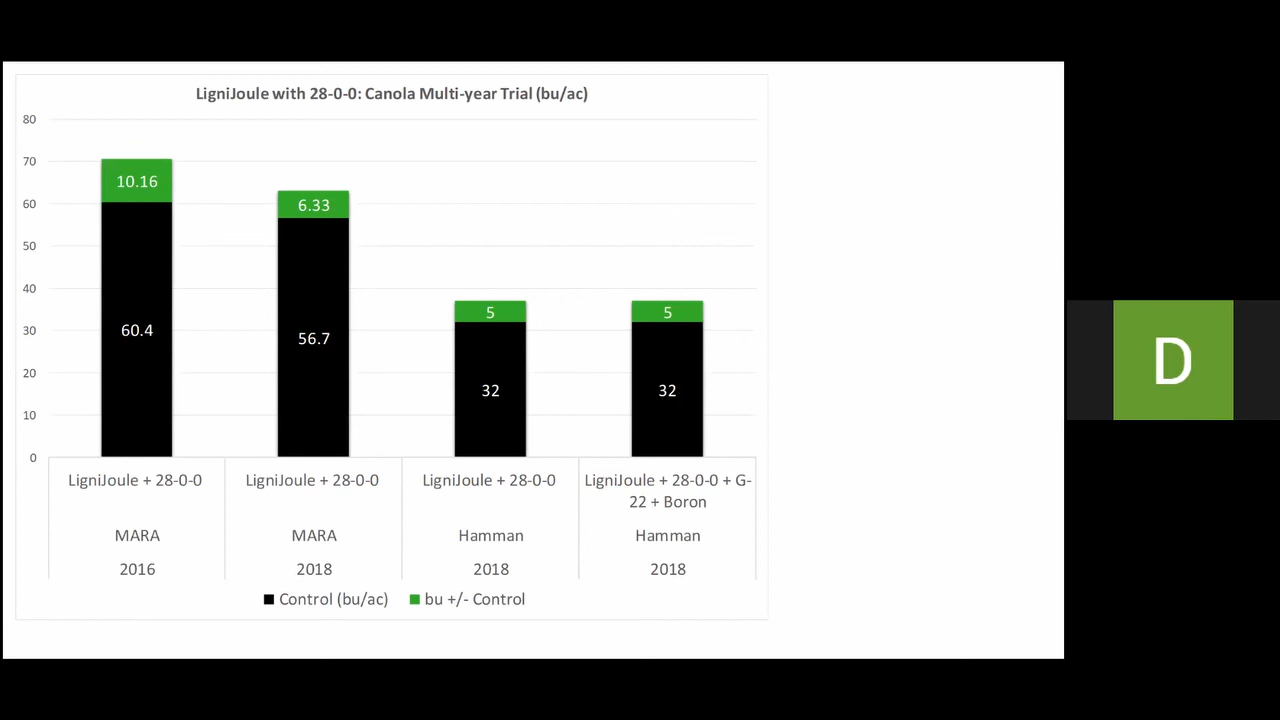 LigniJoule with 28-0-0: Canola Multi-year Trial (bu/ac)
80
70
60
50
40
30
20
10
0
10.16
60.4
6.33
56.7
5
32
5
32
LigniJoule + 28-0-0
LigniJoule + 28-0-0
LigniJoule + 28-0-0
LigniJoule + 28-0-0 + G-
22 + Boron
MARA
MARA
Hamman
Hamman
2016
2018
2018
2018
Control (bu/ac)
bu +/- Control
D